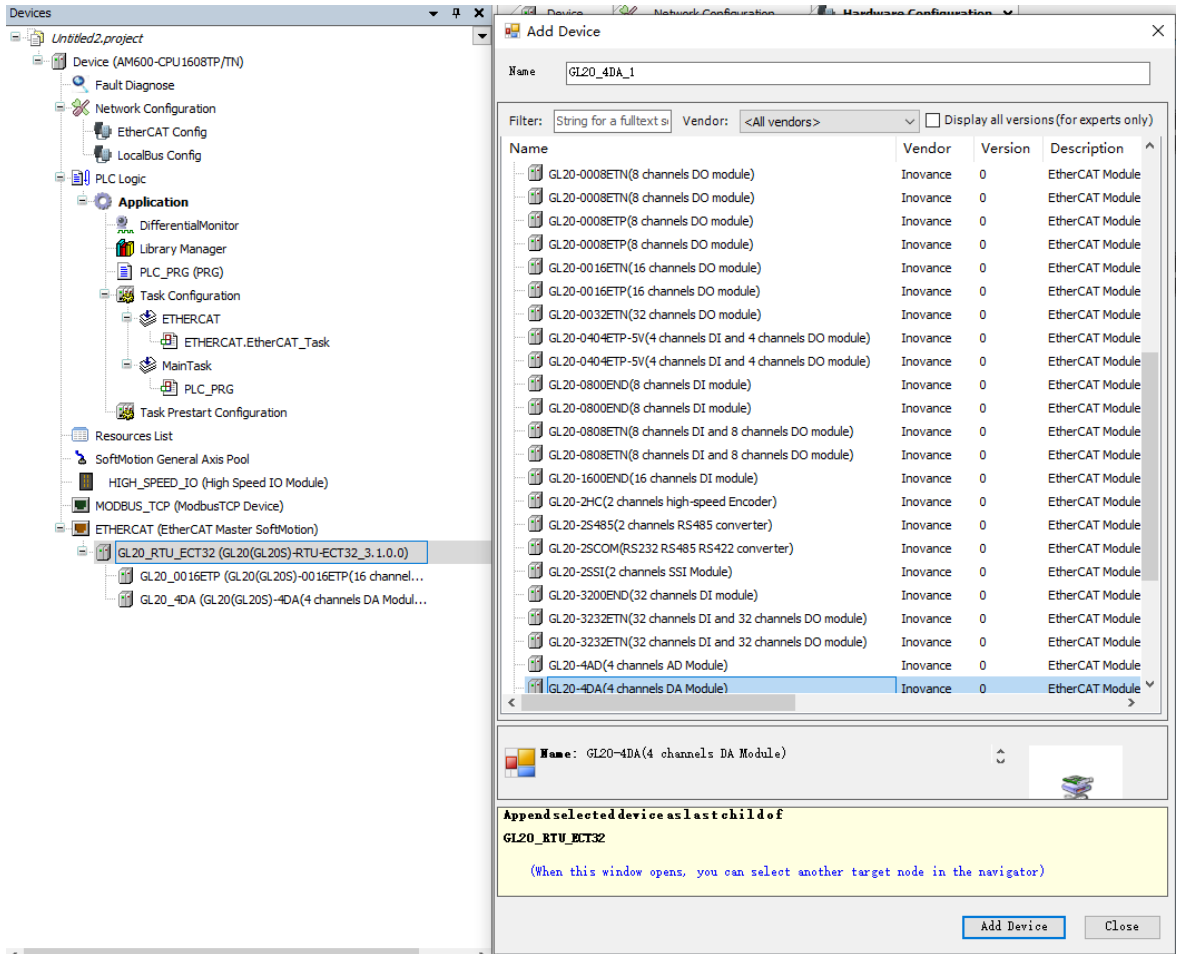 Devices
Untitled2.project
Device (AM600-CPU1608TP/TN)
Fault Diagnose
Network Configuration
EtherCAT Config
LocalBus Config
PLC Logic
Application
DifferentialMonitor
Library Manager
PLC_PRG (PRG)
Task Configuration
ETHERCAT
ETHERCAT.EtherCAT_Task
MainTask
PLC_PRG
Task Prestart Configuration
Resources List
SoftMotion General Axis Pool
HIGH_SPEED_IO (High Speed IO Module)
MODBUS_TCP (ModbusTCP Device)
ETHERCAT (EtherCAT Master SoftMotion)
GL20_RTU_ECT32 (GL20(GL20S)-RTU-ECT32_3.1.0.0)
GL20_0016ETP (GL20(GL20S)-0016ETP(16 channel...
GL20_4DA (GL20(GL20S)-4DA(4 channels DA Modul...
Device Network Configuration Hardware Configuration
Add Device
Name GL20_4DA_1
Filter: String for a fulltext s Vendor: <All vendors> Display all versions(for experts only)
Name Vendor Version Description
GL20-0008ETN(8 channels DO module) Inovance 0 EtherCAT Module
GL20-0008ETN(8 channels DO module) Inovance 0 EtherCAT Module
GL20-0008ETP(8 channels DO module) Inovance 0 EtherCAT Module
GL20-0008ETP(8 channels DO module) Inovance 0 EtherCAT Module
GL20-0016ETN(16 channels DO module) Inovance 0 EtherCAT Module
GL20-0016ETP(16 channels DO module) Inovance 0 EtherCAT Module
GL20-0032ETN(32 channels DO module) Inovance 0 EtherCAT Module
GL20-0404ETP-5V(4 channels DI and 4 channels DO module) Inovance 0 EtherCAT Module
GL20-0404ETP-5V(4 channels DI and 4 channels DO module) Inovance 0 EtherCAT Module
GL20-0800END(8 channels DI module) Inovance 0 EtherCAT Module
GL20-0800END(8 channels DI module) Inovance 0 EtherCAT Module
GL20-0808ETN(8 channels DI and 8 channels DO module) Inovance 0 EtherCAT Module
GL20-0808ETN(8 channels DI and 8 channels DO module) Inovance 0 EtherCAT Module
GL20-1600END(16 channels DI module) Inovance 0 EtherCAT Module
GL20-2HC(2 channels high-speed Encoder) Inovance 0 EtherCAT Module
GL20-2S485(2 channels RS485 converter) Inovance 0 EtherCAT Module
GL20-2SCOM(RS232 RS485 RS422 converter) Inovance 0 EtherCAT Module
GL20-2SSI(2 channels SSI Module) Inovance 0 EtherCAT Module
GL20-3200END(32 channels DI module) Inovance 0 EtherCAT Module
GL20-3232ETN(32 channels DI and 32 channels DO module) Inovance 0 EtherCAT Module
GL20-3232ETN(32 channels DI and 32 channels DO module) Inovance 0 EtherCAT Module
GL20-4AD(4 channels AD Module) Inovance 0 EtherCAT Module
GL20-4DA(4 channels DA Module) Inovance 0 EtherCAT Module
Name: GL20-4DA(4 channels DA Module)
Append selected device as last child of
GL20_RTU_ECT32
(When this window opens, you can select another target node in the navigator)
Add Device Close